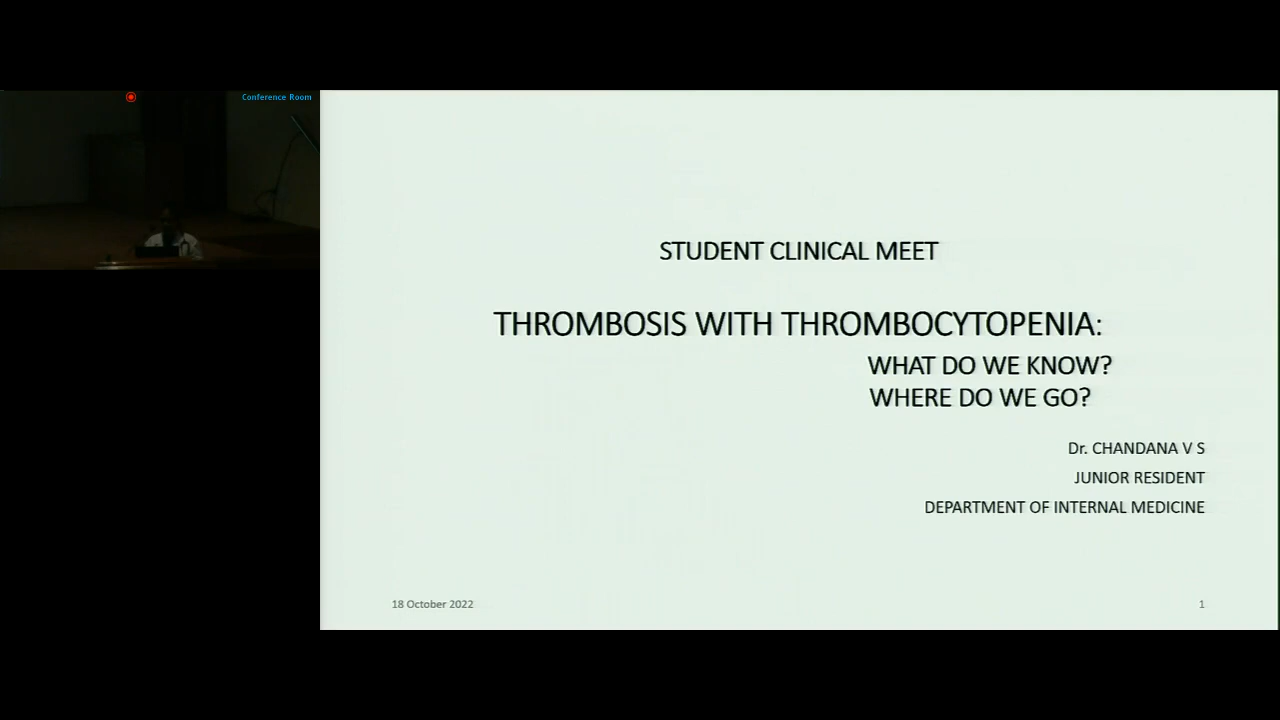 Conference Room
STUDENT CLINICAL MEET
THROMBOSIS WITH THROMBOCYTOPENIA:
WHAT DO WE KNOW?
WHERE DO WE GO?
Dr. CHANDANA V S
JUNIOR RESIDENT
DEPARTMENT OF INTERNAL MEDICINE
18 October 2022
1